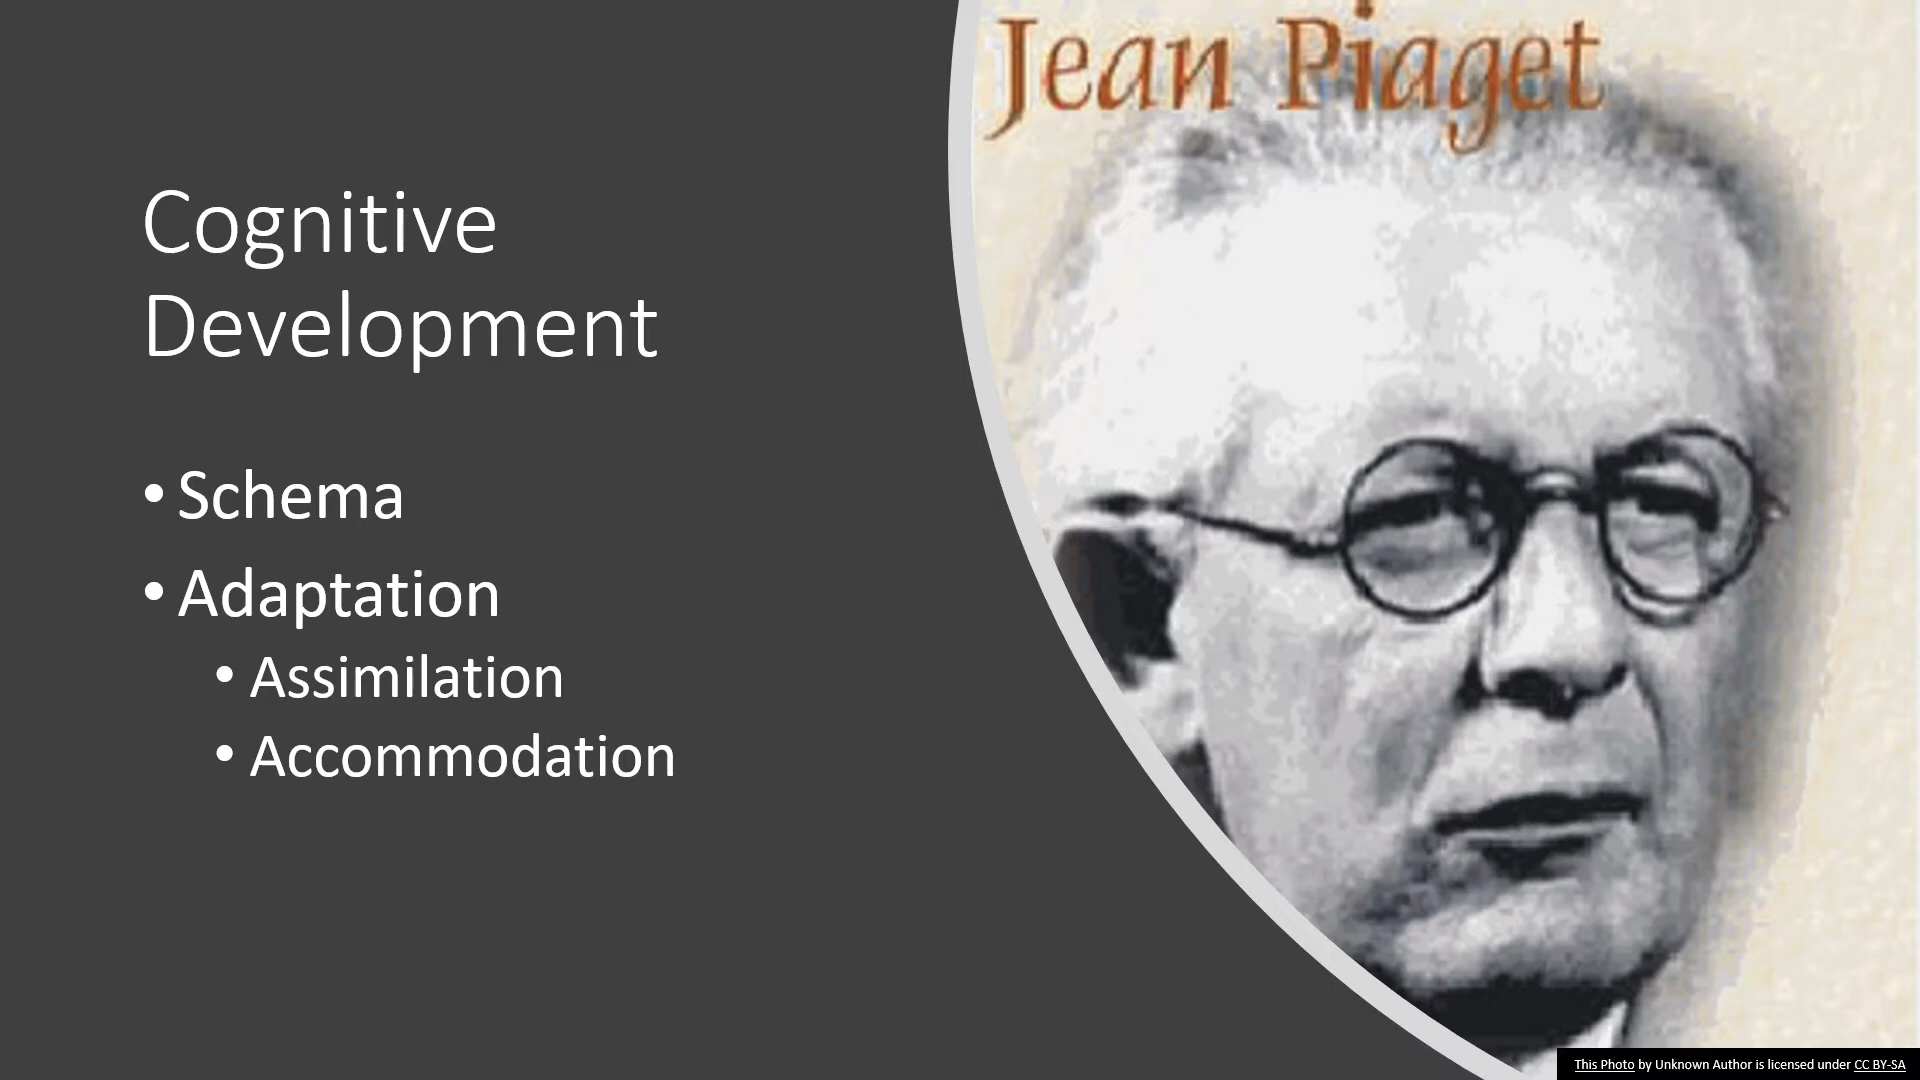 Jean Piaget
Cognitive
Development
• Schema
• Adaptation
• Assimilation
• Accommodation
This Photo by Unknown Author is licensed under CC BY-SA